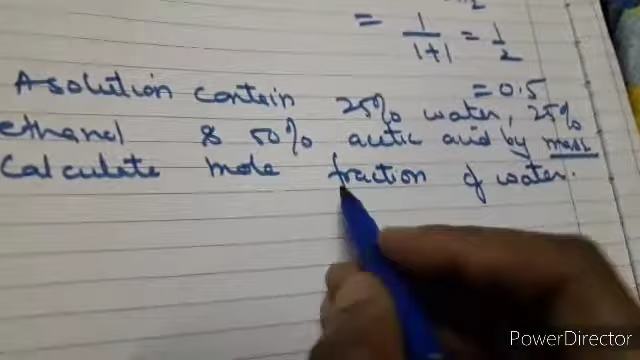 = 1/(1+1) = 1/2
= 0.5
A solution contain 25% water, 25%
ethanol & 50% acetic acid by mass
Calculate mole fraction of water.
PowerDirector